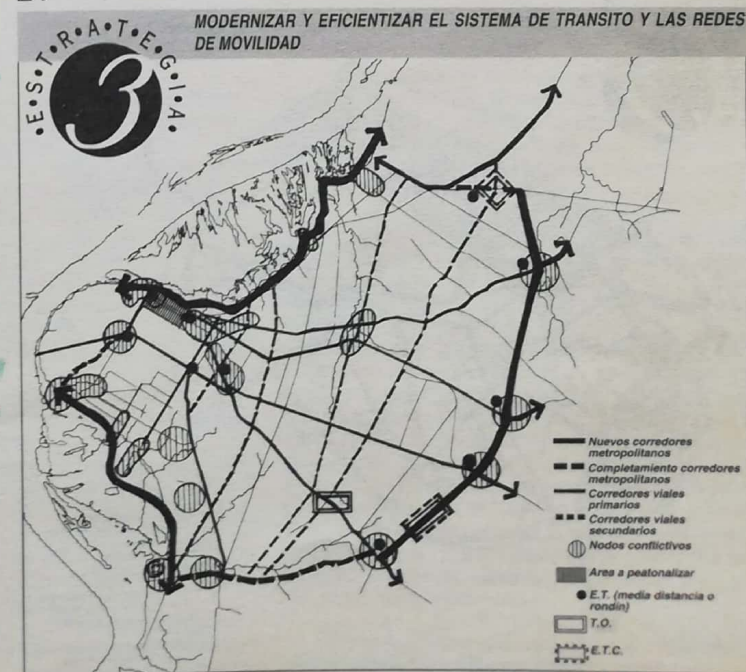 MODERNIZAR Y EFICIENTIZAR EL SISTEMA DE TRANSITO Y LAS REDES
DE MOVILIDAD
E•S•T•R•A•T•E•G•I•A
3
Nuevos corredores
metropolitanos
Completamiento corredores
metropolitanos
Corredores viales
primarios
Corredores viales
secundarios
Nodos conflictivos
Area a peatonalizar
E.T. (media distancia o
rondín)
T.O.
E.T.C.